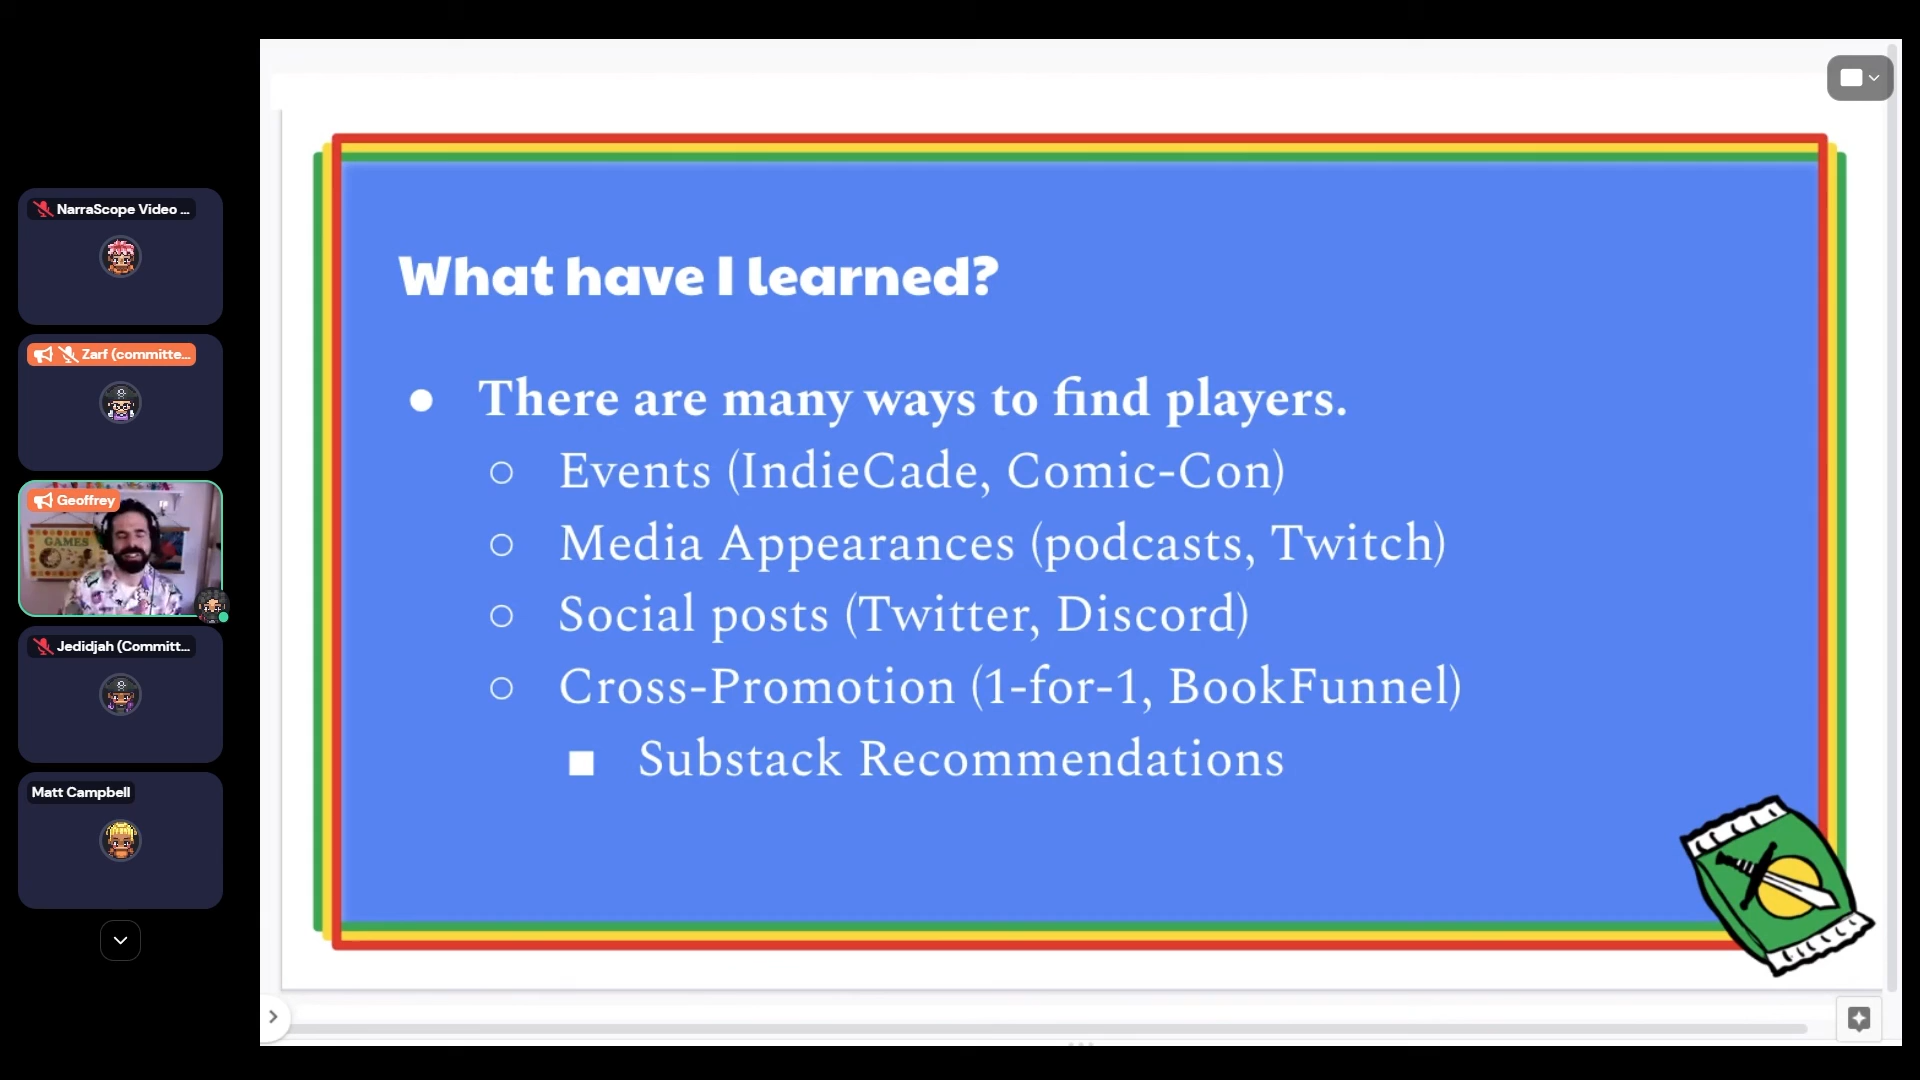 NarraScope Video ...
Zarf (committe...
Geoffrey
GAMES
Jedidjah (Committ...
Matt Campbell
What have I learned?
● There are many ways to find players.
○ Events (IndieCade, Comic-Con)
○ Media Appearances (podcasts, Twitch)
○ Social posts (Twitter, Discord)
○ Cross-Promotion (1-for-1, BookFunnel)
■ Substack Recommendations